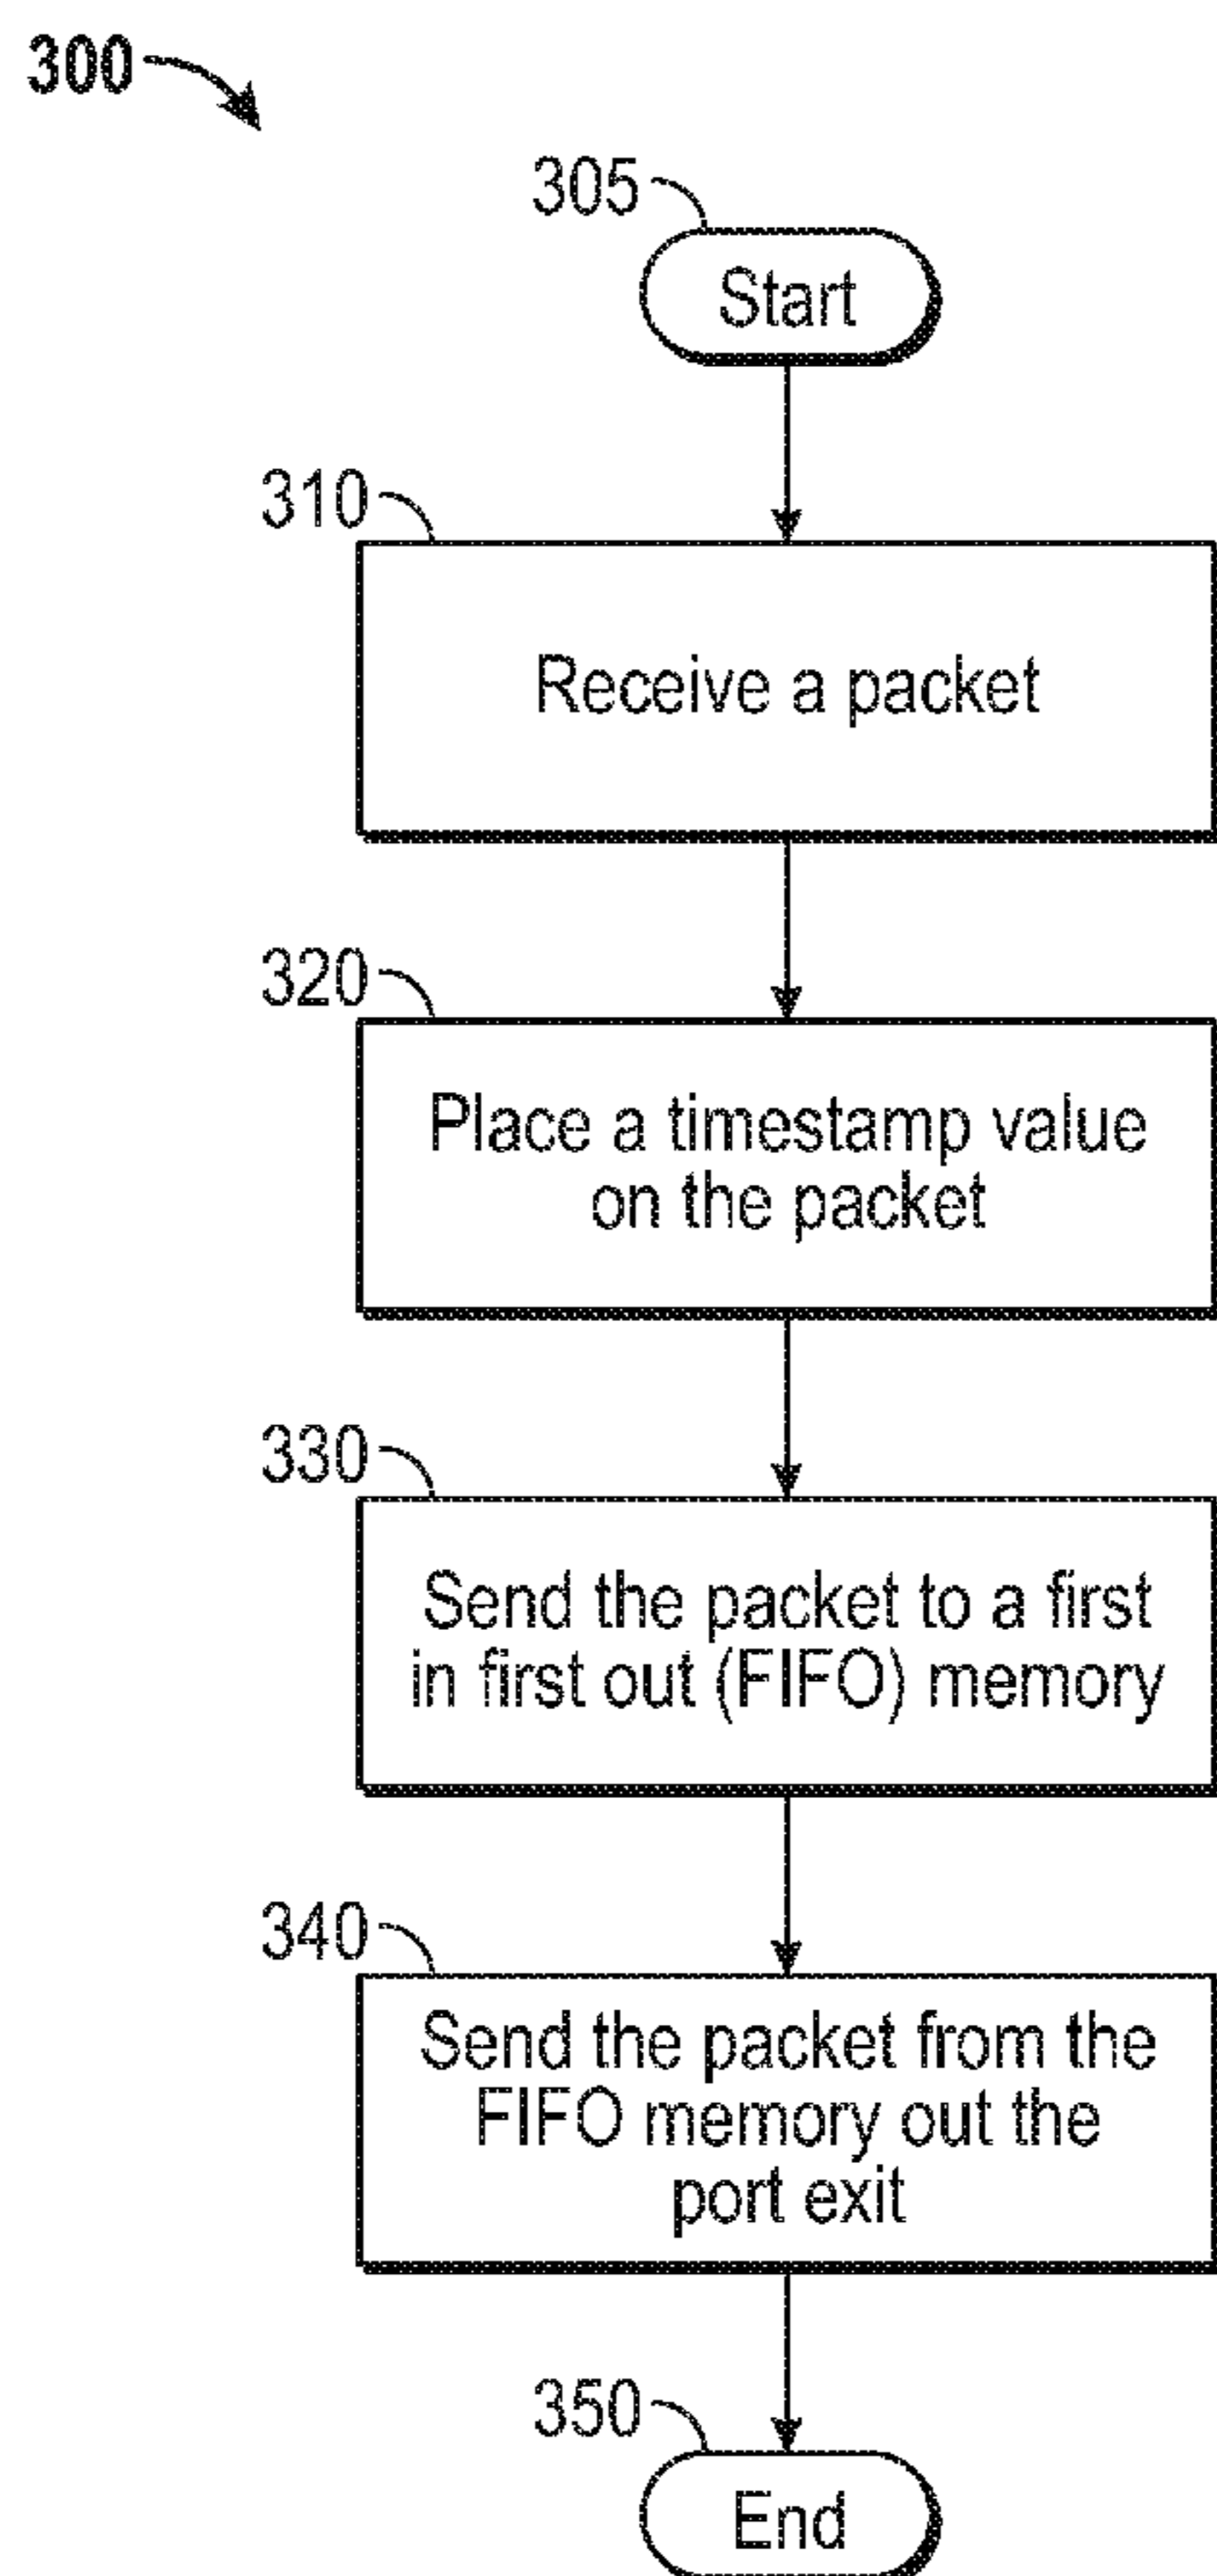 300
305
Start
310
Receive a packet
320
Place a timestamp value
on the packet
330
Send the packet to a first
in first out (FIFO) memory
340
Send the packet from the
FIFO memory out the
port exit
350
End